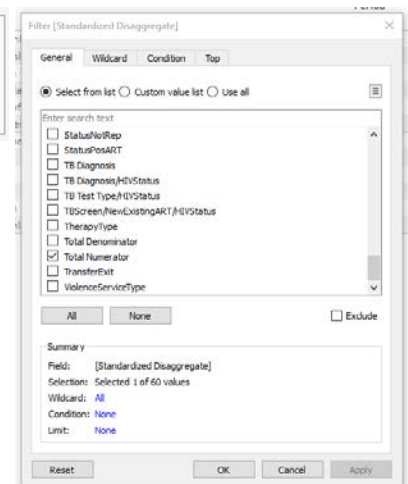 Filter [Standardized Disaggregate]
General Wildcard Condition Top
Select from list Custom value list Use all
Enter search text
StatusNotRep
StatusPosART
TB Diagnosis
TB Diagnosis/HIVStatus
TB Test Type/HIVStatus
TBScreen/NewExistingART/HIVStatus
TherapyType
Total Denominator
Total Numerator
TransferExit
ViolenceServiceType
All None Exclude
Summary
Field: [Standardized Disaggregate]
Selection: Selected 1 of 60 values
Wildcard: All
Condition: None
Limit: None
Reset OK Cancel Apply